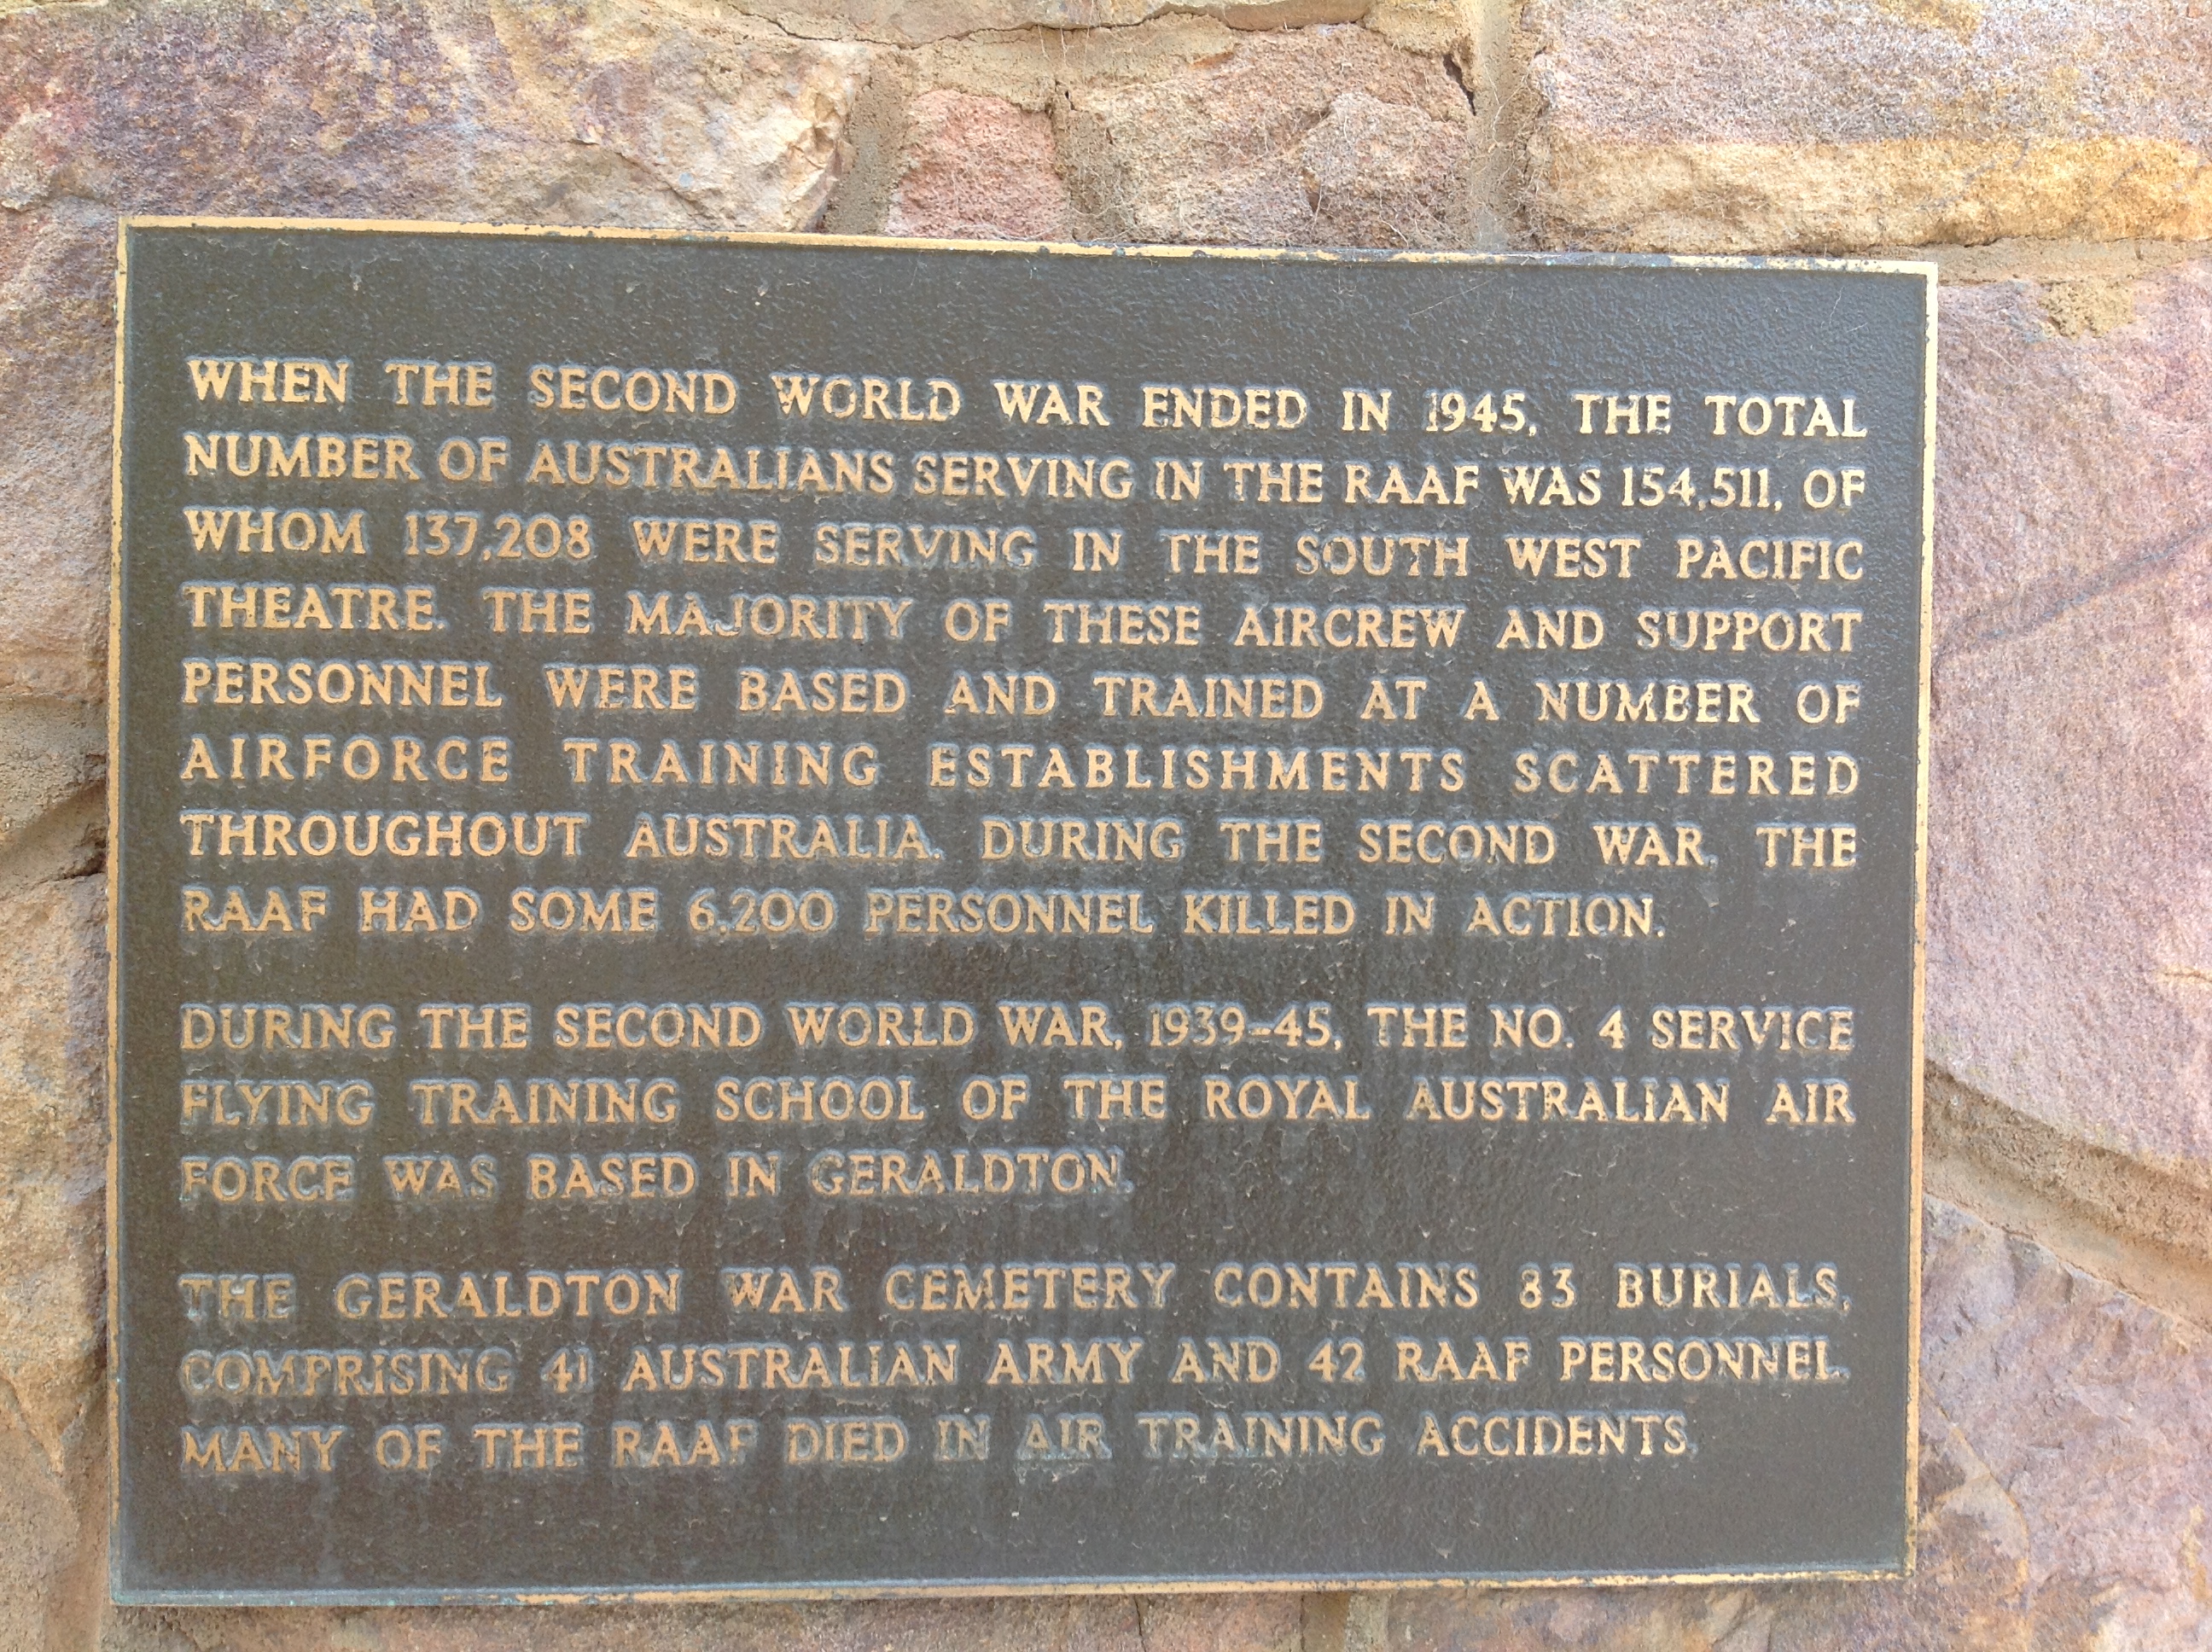 WHEN THE SECOND WORLD WAR ENDED IN 1945, THE TOTAL
NUMBER OF AUSTRALIANS SERVING IN THE RAAF WAS 154,511, OF
WHOM 137,208 WERE SERVING IN THE SOUTH WEST PACIFIC
THEATRE. THE MAJORITY OF THESE AIRCREW AND SUPPORT
PERSONNEL WERE BASED AND TRAINED AT A NUMBER OF
AIRFORCE TRAINING ESTABLISHMENTS SCATTERED
THROUGHOUT AUSTRALIA. DURING THE SECOND WAR, THE
RAAF HAD SOME 6,200 PERSONNEL KILLED IN ACTION.
DURING THE SECOND WORLD WAR, 1939-45, THE NO. 4 SERVICE
FLYING TRAINING SCHOOL OF THE ROYAL AUSTRALIAN AIR
FORCE WAS BASED IN GERALDTON.
THE GERALDTON WAR CEMETERY CONTAINS 83 BURIALS,
COMPRISING 41 AUSTRALIAN ARMY AND 42 RAAF PERSONNEL.
MANY OF THE RAAF DIED IN AIR TRAINING ACCIDENTS.